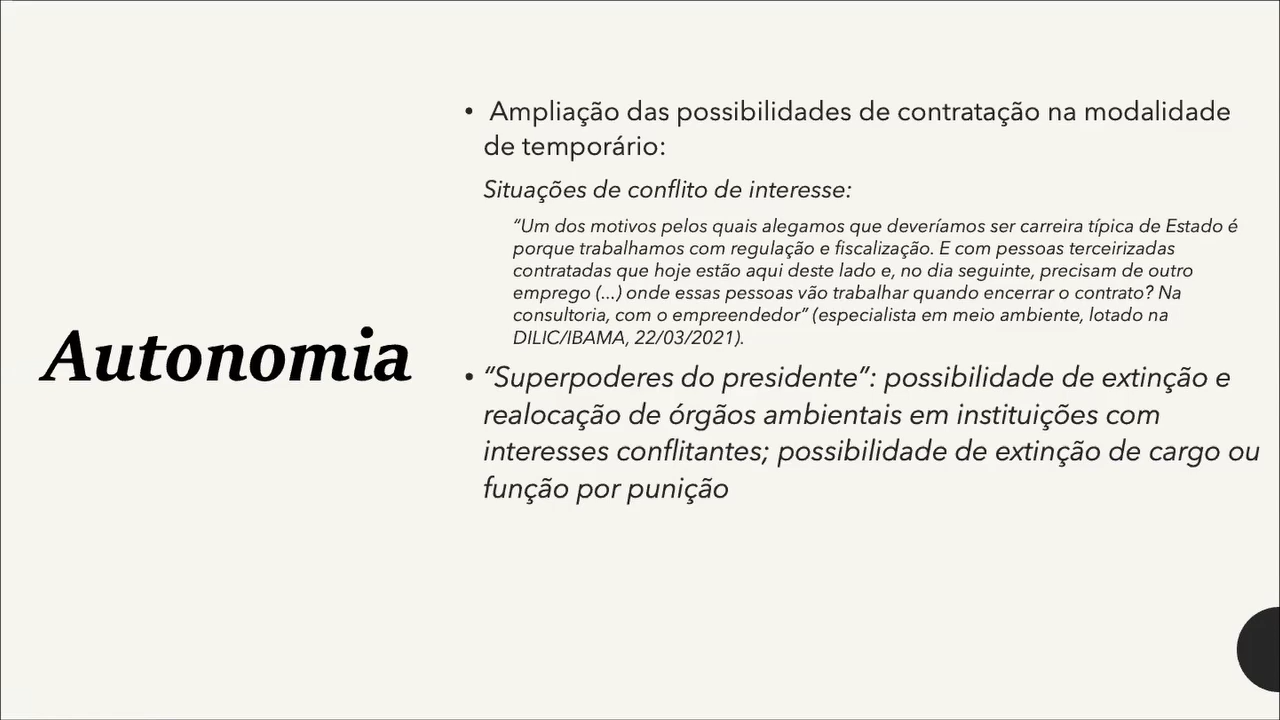 Autonomia
• Ampliação das possibilidades de contratação na modalidade
de temporário:
Situações de conflito de interesse:
“Um dos motivos pelos quais alegamos que deveríamos ser carreira típica de Estado é
porque trabalhamos com regulação e fiscalização. E com pessoas terceirizadas
contratadas que hoje estão aqui deste lado e, no dia seguinte, precisam de outro
emprego (...) onde essas pessoas vão trabalhar quando encerrar o contrato? Na
consultoria, com o empreendedor” (especialista em meio ambiente, lotado na
DILIC/IBAMA, 22/03/2021).
• “Superpoderes do presidente”: possibilidade de extinção e
realocação de órgãos ambientais em instituições com
interesses conflitantes; possibilidade de extinção de cargo ou
função por punição